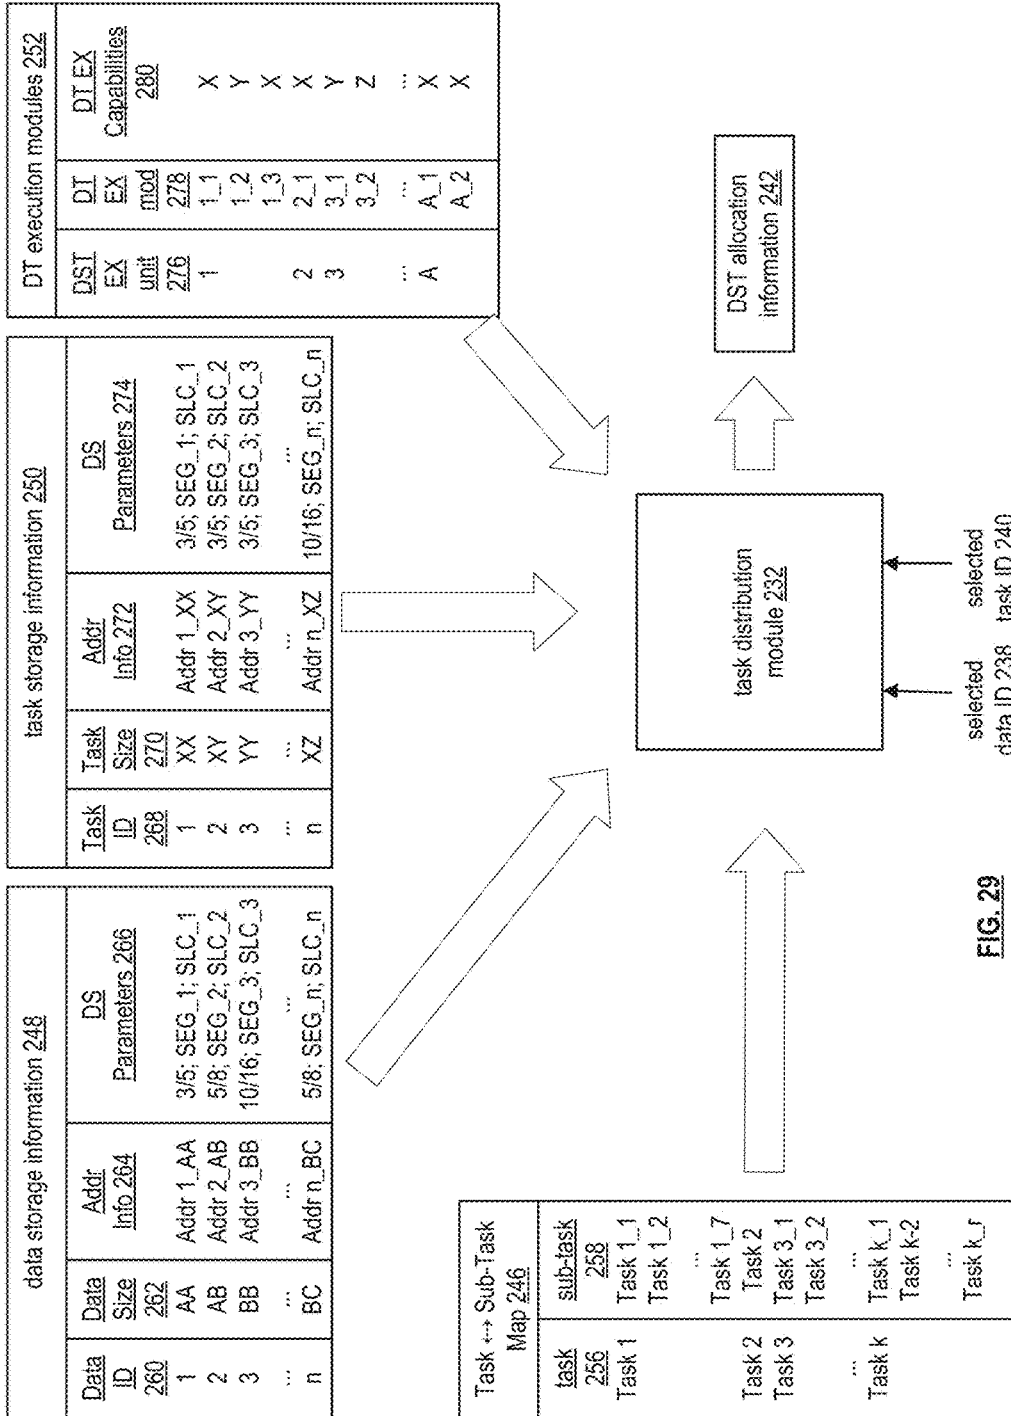 data storage information 248
Data ID 260 Data Size 262 Addr Info 264 DS Parameters 266
1 AA Addr 1_AA 3/5; SEG_1; SLC_1
2 AB Addr 2_AB 5/8; SEG_2; SLC_2
3 BB Addr 3_BB 10/16; SEG_3; SLC_3
... ... ... ...
n BC Addr n_BC 5/8; SEG_n; SLC_n
task storage information 250
Task ID 268 Task Size 270 Addr Info 272 DS Parameters 274
1 XX Addr 1_XX 3/5; SEG_1; SLC_1
2 XY Addr 2_XY 3/5; SEG_2; SLC_2
3 YY Addr 3_YY 3/5; SEG_3; SLC_3
... ... ... ...
n XZ Addr n_XZ 10/16; SEG_n; SLC_n
DT execution modules 252
DST EX unit 276 DT EX mod 278 DT EX Capabilities 280
1 1_1 X
1_2 Y
1_3 X
2 2_1 X
3 3_1 Y
3_2 Z
... ... ...
A A_1 X
A_2 X
Task ↔ Sub-Task
Map 246
task 256 sub-task 258
Task 1 Task 1_1
Task 1_2
...
Task 1_7
Task 2 Task 2
Task 3 Task 3_1
Task 3_2
... ...
Task k Task k_1
Task k-2
...
Task k_r
task distribution
module 232
DST allocation
information 242
selected
data ID 238
selected
task ID 240
FIG. 29